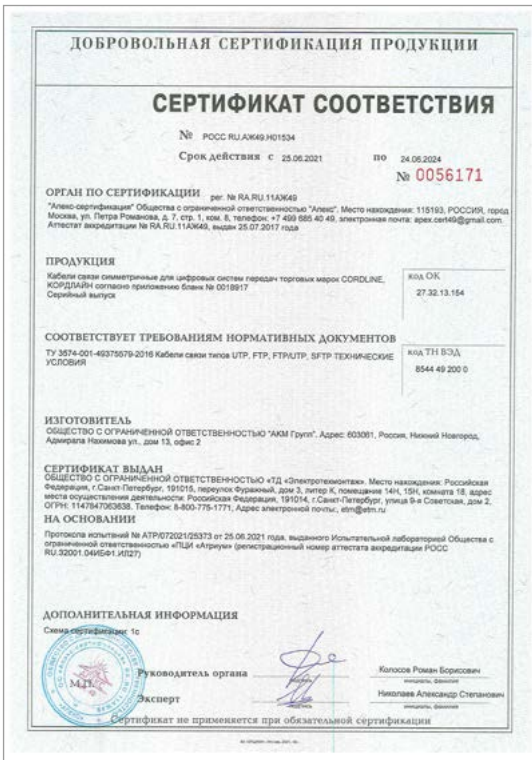 ДОБРОВОЛЬНАЯ СЕРТИФИКАЦИЯ ПРОДУКЦИИ
СЕРТИФИКАТ СООТВЕТСТВИЯ
№ РОСС RU.АЖ49.Н01534
Срок действия с 25.06.2021 по 24.06.2024
№ 0056171
ОРГАН ПО СЕРТИФИКАЦИИ рег. № RA.RU.11АЖ49
"Апекс-сертификация" Общества с ограниченной ответственностью "Апекс". Место нахождения: 115193, РОССИЯ, город
Москва, ул. Петра Романова, д. 7, стр. 1, ком. 8, телефон: +7 499 685 40 49, электронная почта: apex.cert49@gmail.com.
Аттестат аккредитации № RA.RU.11АЖ49, выдан 25.07.2017 года
ПРОДУКЦИЯ
Кабели связи симметричные для цифровых систем передач торговых марок CORDLINE,
КОРДЛАЙН согласно приложению бланк № 0018917
Серийный выпуск
код ОК
27.32.13.154
СООТВЕТСТВУЕТ ТРЕБОВАНИЯМ НОРМАТИВНЫХ ДОКУМЕНТОВ
ТУ 3574-001-49375579-2016 Кабели связи типов UTP, FTP, FTP/UTP, SFTP ТЕХНИЧЕСКИЕ
УСЛОВИЯ
код ТН ВЭД
8544 49 200 0
ИЗГОТОВИТЕЛЬ
ОБЩЕСТВО С ОГРАНИЧЕННОЙ ОТВЕТСТВЕННОСТЬЮ "АКМ Групп". Адрес: 603081, Россия, Нижний Новгород,
Адмирала Нахимова ул., дом 13, офис 2
СЕРТИФИКАТ ВЫДАН
ОБЩЕСТВО С ОГРАНИЧЕННОЙ ОТВЕТСТВЕННОСТЬЮ «ТД «Электротехмонтаж». Место нахождения: Российская
Федерация, г.Санкт-Петербург, 191015, переулок Фуражный, дом 3, литер К, помещение 14Н, 15Н, комната 18, адрес
места осуществления деятельности: Российская Федерация, 191014, г.Санкт-Петербург, улица 9-я Советская, дом 2,
ОГРН: 1147847063638. Телефон: 8-800-775-1771, Адрес электронной почты:, etm@etm.ru
НА ОСНОВАНИИ
Протокола испытаний № АТР/072021/25373 от 25.06.2021 года, выданного Испытательной лабораторией Общества с
ограниченной ответственностью «ПЦИ «Атриум» (регистрационный номер аттестата аккредитации РОСС
RU.32001.04ИБФ1.ИЛ27)
ДОПОЛНИТЕЛЬНАЯ ИНФОРМАЦИЯ
Схема сертификации: 1с
М.П.
Руководитель органа
подпись
Колосов Роман Борисович
инициалы, фамилия
Эксперт
подпись
Николаев Александр Степанович
инициалы, фамилия
Сертификат не применяется при обязательной сертификации